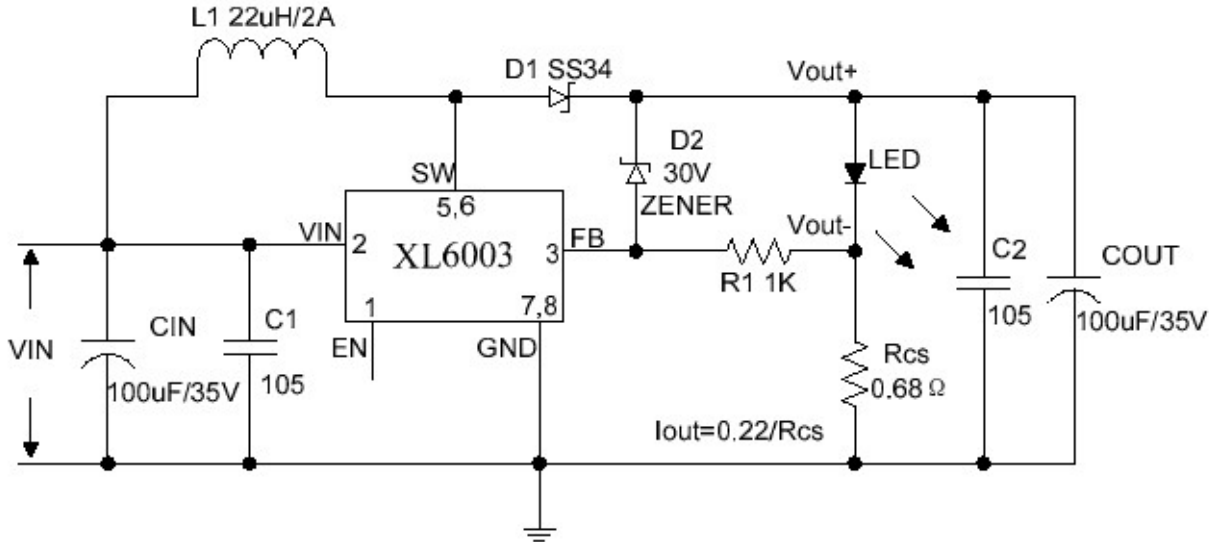 L1 22uH/2A
D1 SS34
Vout+
D2
30V
ZENER
LED
SW
5,6
VIN
2
XL6003
3
FB
Vout-
R1 1K
1
7,8
EN
GND
VIN
CIN
100uF/35V
C1
105
C2
105
COUT
100uF/35V
Rcs
0.68 Ω
Iout=0.22/Rcs